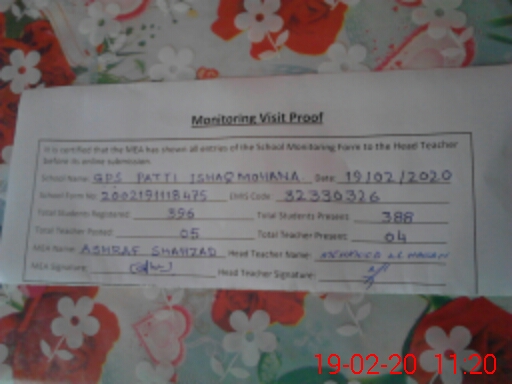 Monitoring Visit Proof
It is certified that the MEA has shown all entries of the School Monitoring Form to the Head Teacher
before its online submission.
School Name: GPS PATTI ISHAQ MOHANA Date: 19/02/2020
School Form No: 2002191118475 EMIS Code: 32330326
Total Students Registered: 396 Total Students Present: 388
Total Teacher Posted: 05 Total Teacher Present: 04
MEA Name: ASHRAF SHAHZAD Head Teacher Name:
MEA Signature: Head Teacher Signature:
19-02-20 11:20